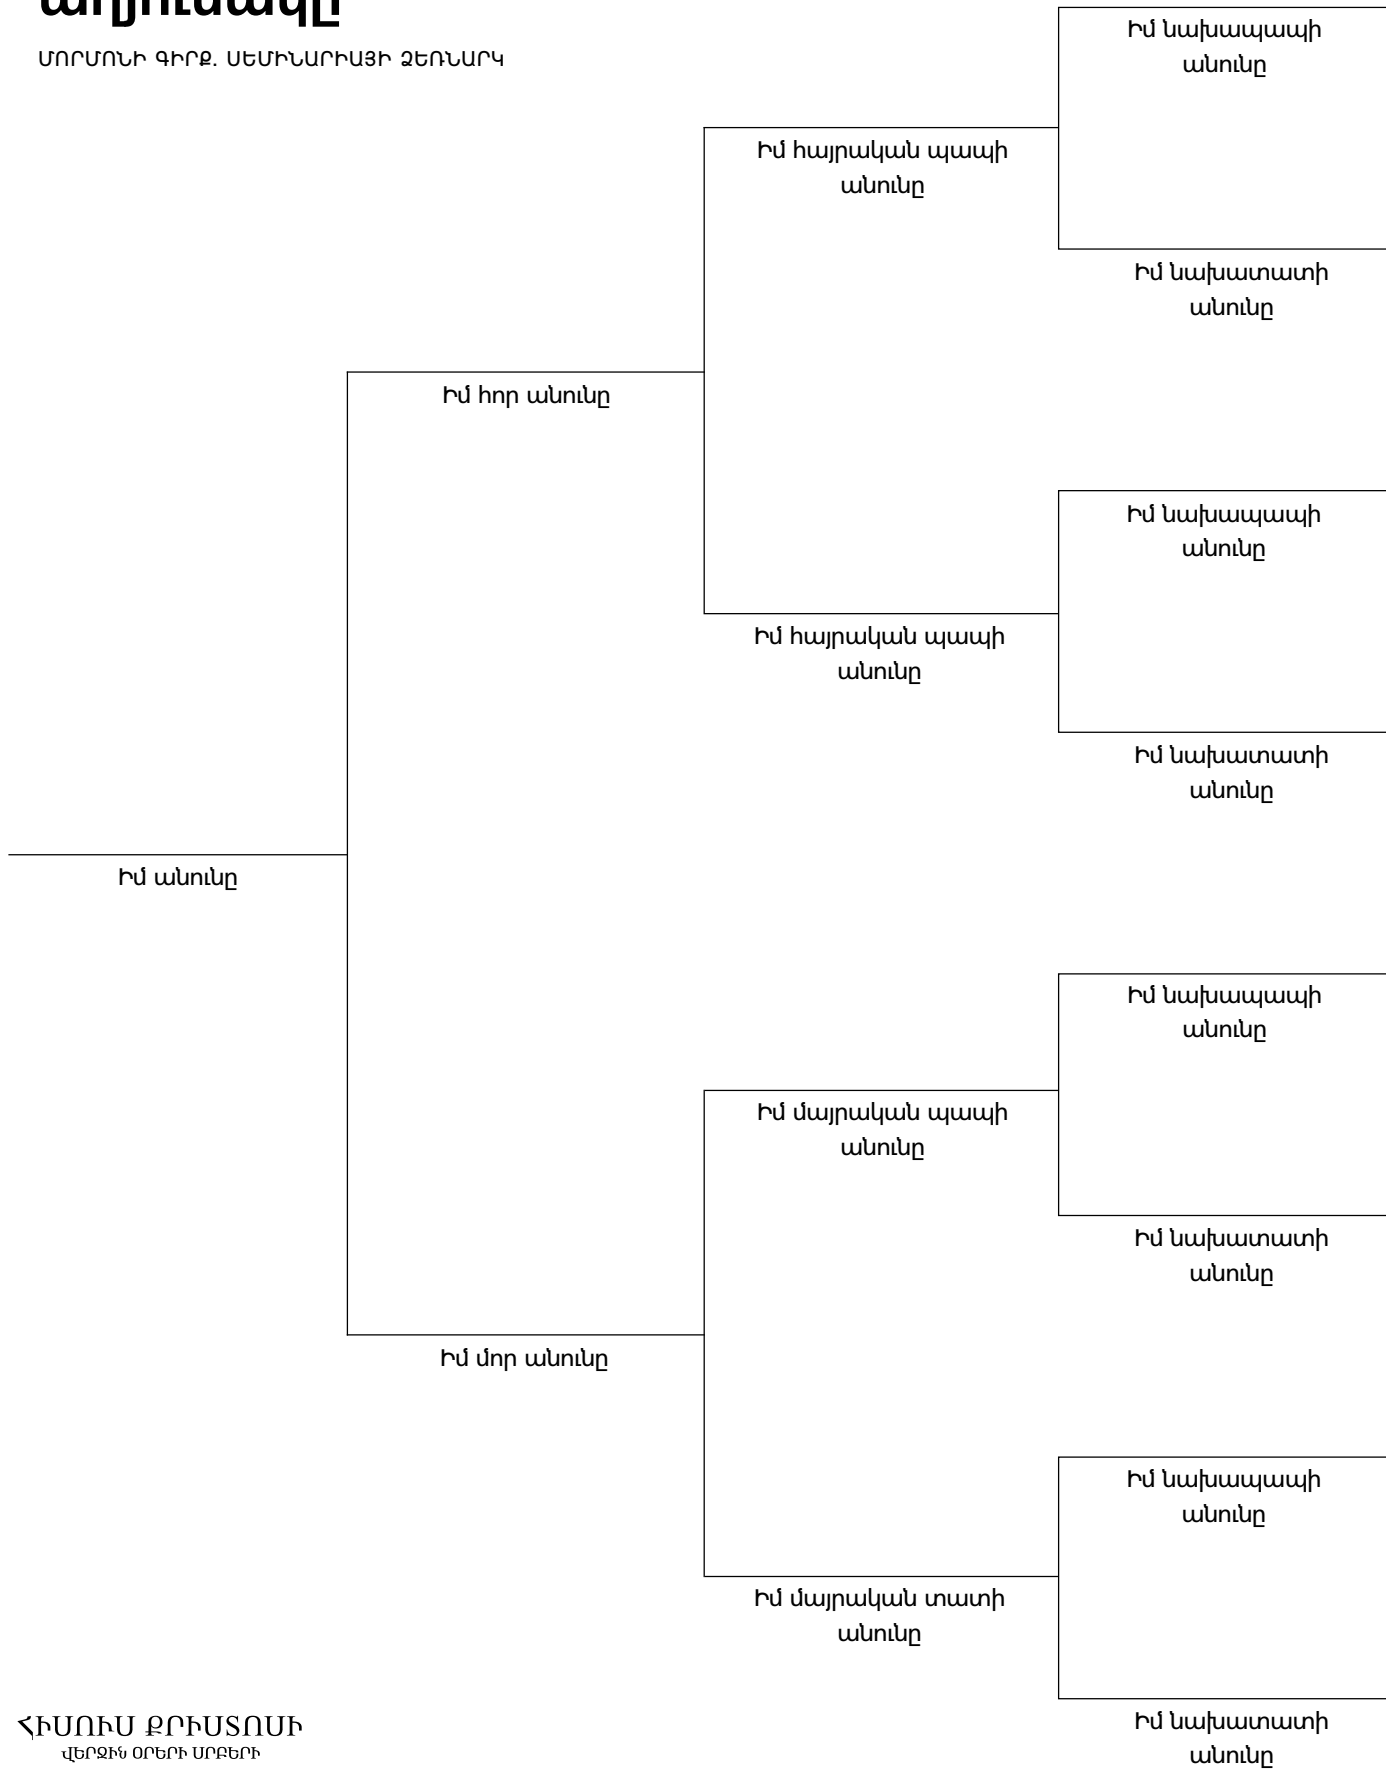 աղյուսակը
ՄՈՐՄՈՆԻ ԳԻՐՔ. ՍԵՄԻՆԱՐԻԱՅԻ ՁԵՌՆԱՐԿ
Իմ նախապապի
անունը
Իմ հայրական պապի
անունը
Իմ նախատատի
անունը
Իմ հոր անունը
Իմ նախապապի
անունը
Իմ հայրական պապի
անունը
Իմ նախատատի
անունը
Իմ անունը
Իմ նախապապի
անունը
Իմ մայրական պապի
անունը
Իմ նախատատի
անունը
Իմ մոր անունը
Իմ նախապապի
անունը
Իմ մայրական տատի
անունը
Իմ նախատատի
անունը
ՀԻՍՈՒՍ ՔՐԻՍՏՈՍԻ
ՎԵՐՋԻՆ ՕՐԵՐԻ ՍՐԲԵՐԻ